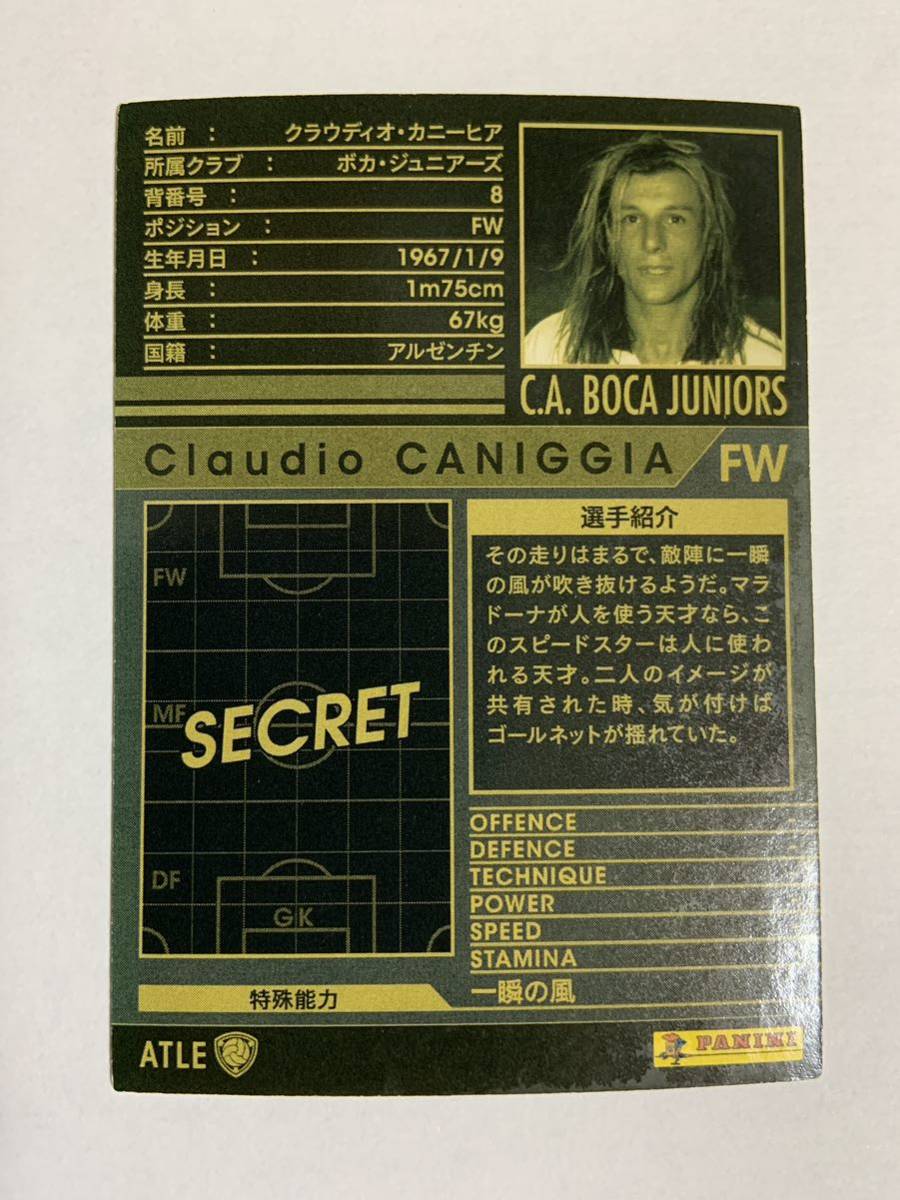 名前 : クラウディオ・カニーヒア
所属クラブ : ボカ・ジュニアーズ
背番号 : 8
ポジション : FW
生年月日 : 1967/1/9
身長 : 1m75cm
体重 : 67kg
国籍 : アルゼンチン
C.A. BOCA JUNIORS
Claudio CANIGGIA FW
FW
MF
SECRET
DF
GK
選手紹介
その走りはまるで、敵陣に一瞬
の風が吹き抜けるようだ。マラ
ドーナが人を使う天才なら、こ
のスピードスターは人に使わ
れる天才。二人のイメージが
共有された時、気が付けば
ゴールネットが揺れていた。
OFFENCE
DEFENCE
TECHNIQUE
POWER
SPEED
STAMINA
特殊能力 一瞬の風
ATLE
PANINI